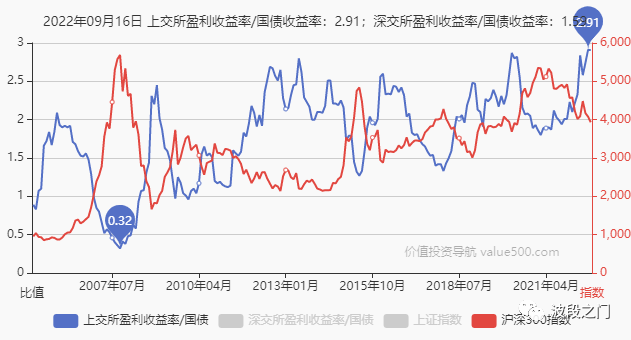 2022年09月16日 上交所盈利收益率/国债收益率：2.91；深交所盈利收益率/国债收益率：1.59
2.91
3
6,000
2.5
5,000
2
4,000
1.5
3,000
1
2,000
0.5
1,000
0
0
0.32
价值投资导航 value500.com
2007年07月
2010年04月
2013年01月
2015年10月
2018年07月
2021年04月
比值
指数
上交所盈利收益率/国债
深交所盈利收益率/国债
上证指数
沪深300指数
波段之门